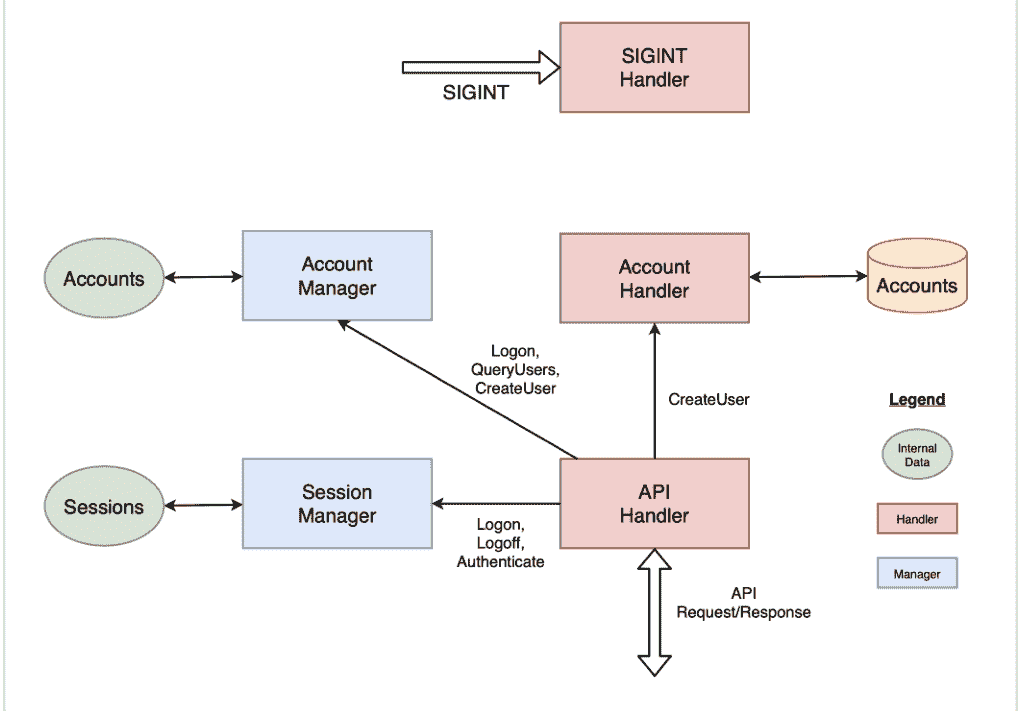 SIGINT
Handler
SIGINT
Accounts
Account
Manager
Account
Handler
Accounts
Logon,
QueryUsers,
CreateUser
CreateUser
Legend
Internal
Data
Sessions
Session
Manager
API
Handler
Handler
Logon,
Logoff,
Authenticate
Manager
API
Request/Response